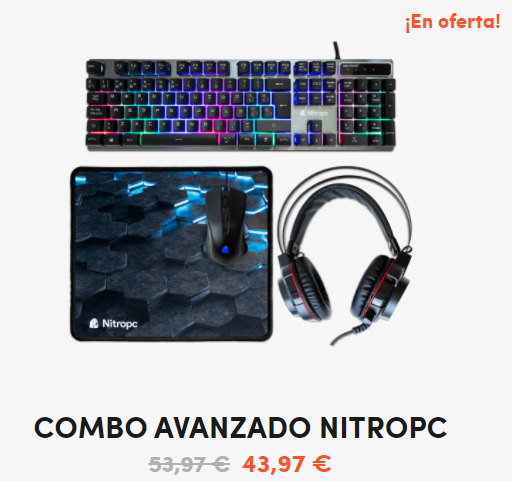 ¡En oferta!
Nitropc
Nitropc
COMBO AVANZADO NITROPC
53,97 € 43,97 €